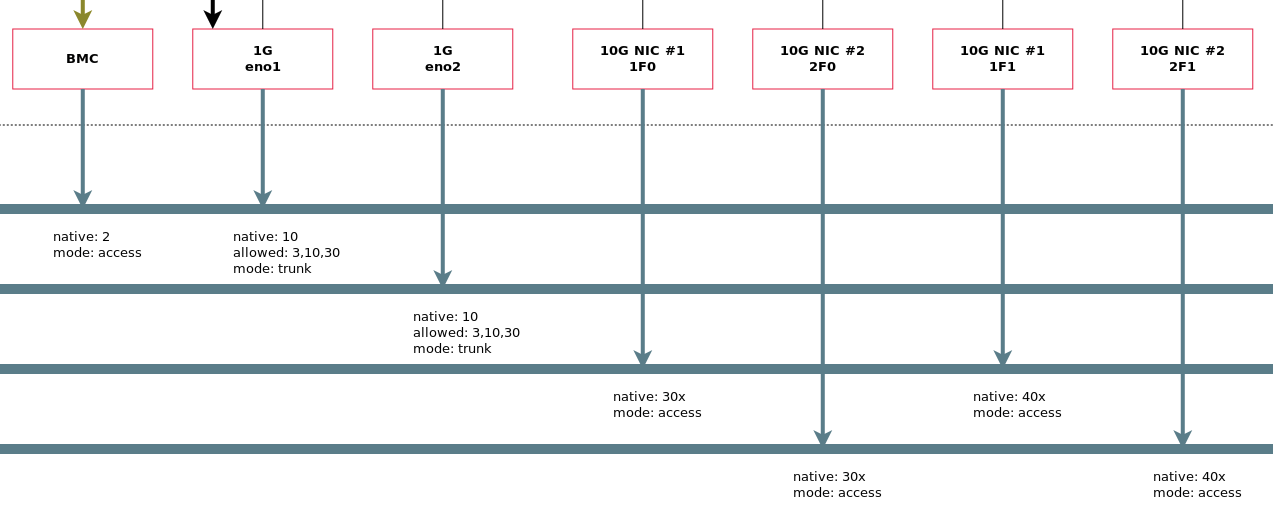 BMC
1G
eno1
1G
eno2
10G NIC #1
1F0
10G NIC #2
2F0
10G NIC #1
1F1
10G NIC #2
2F1
native: 2
mode: access
native: 10
allowed: 3,10,30
mode: trunk
native: 10
allowed: 3,10,30
mode: trunk
native: 30x
mode: access
native: 40x
mode: access
native: 30x
mode: access
native: 40x
mode: access